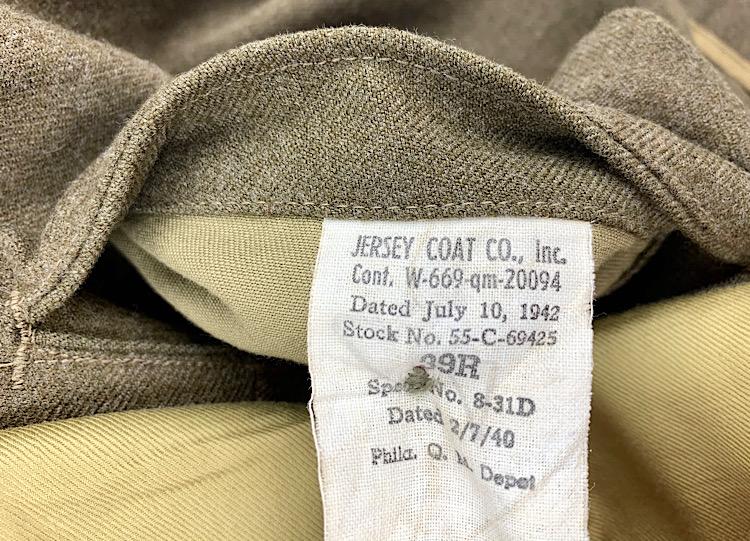 JERSEY COAT CO., Inc.
Cont. W-669-qm-20094
Dated July 10, 1942
Stock No. 55-C-69425
39R
Spec. No. 8-31D
Dated 2/7/40
Phila. Q. M. Depot